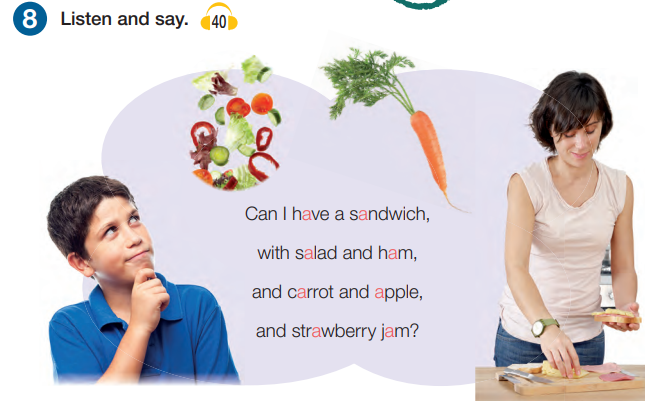 8 Listen and say. 40
Can I have a sandwich,
with salad and ham,
and carrot and apple,
and strawberry jam?